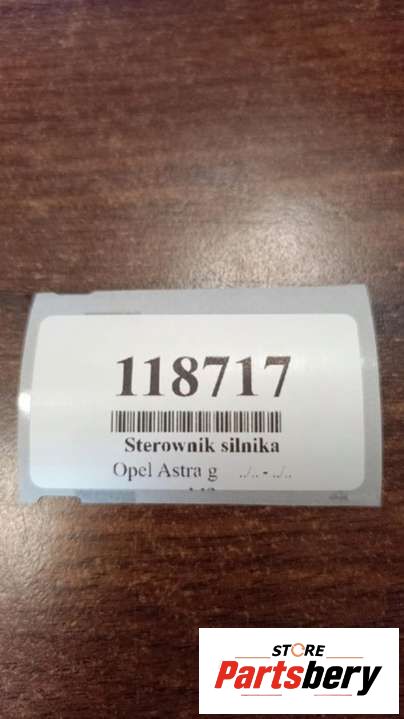 118717
Sterownik silnika
Opel Astra g ../.. - ../..
STORE
Partsbery